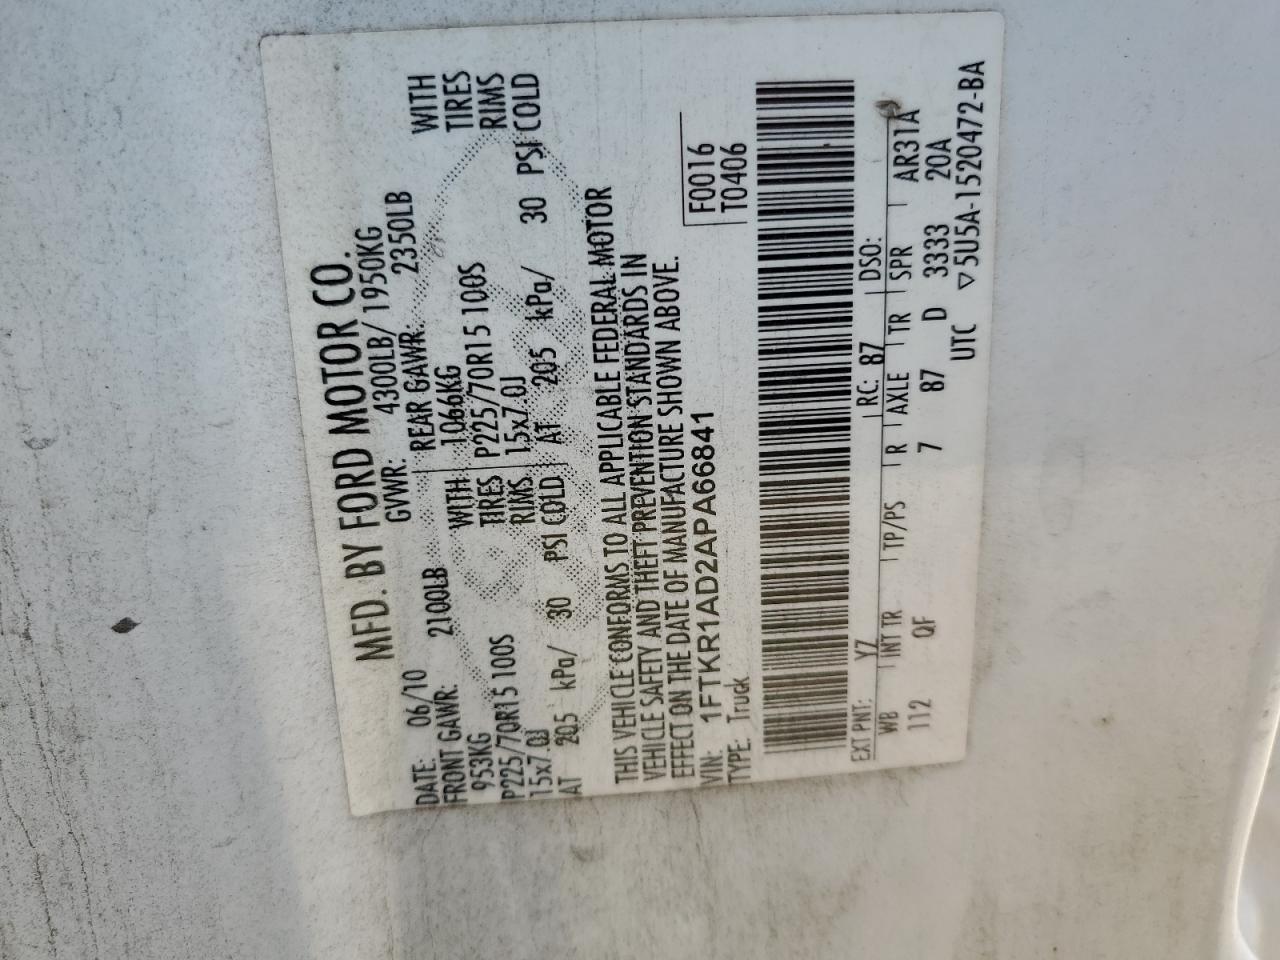 MFD. BY FORD MOTOR CO.
DATE: 06/10 GVWR: 4300LB/ 1950KG
FRONT GAWR: 2100LB REAR GAWR: 2350LB
953KG WITH 1066KG WITH
P225/70R15 100S TIRES P225/70R15 100S TIRES
15x7.0J RIMS 15x7.0J RIMS
AT 205 kPa/ 30 PSI COLD AT 205 kPa/ 30 PSI COLD
THIS VEHICLE CONFORMS TO ALL APPLICABLE FEDERAL MOTOR
VEHICLE SAFETY AND THEFT PREVENTION STANDARDS IN
EFFECT ON THE DATE OF MANUFACTURE SHOWN ABOVE.
VIN: 1FTKR1AD2APA66841 F0016
TYPE: Truck T0406
EXT PNT: YZ RC: 87 DSO:
WB INT TR TP/PS R AXLE TR SPR AR31A
112 QF 7 87 D 3333 20A
UTC ▽5U5A-1520472-BA